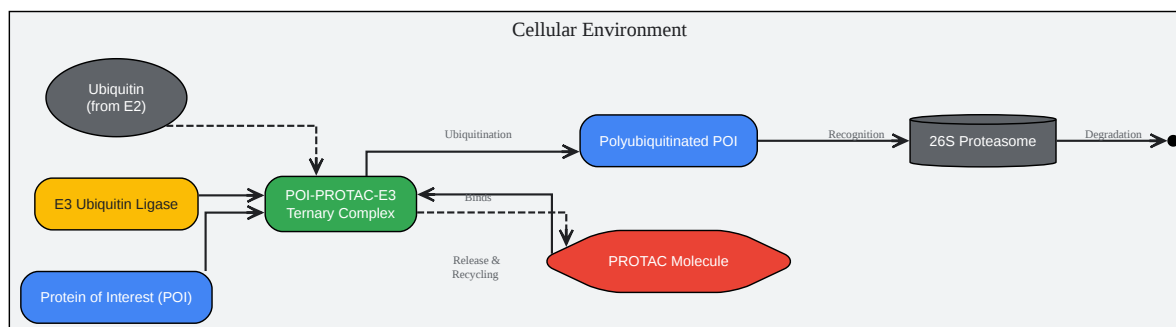 Cellular Environment
Ubiquitin
(from E2)
Ubiquitination
Polyubiquitinated POI
Recognition
26S Proteasome
Degradation
E3 Ubiquitin Ligase
POI-PROTAC-E3
Ternary Complex
Binds
Release &
Recycling
PROTAC Molecule
Protein of Interest (POI)